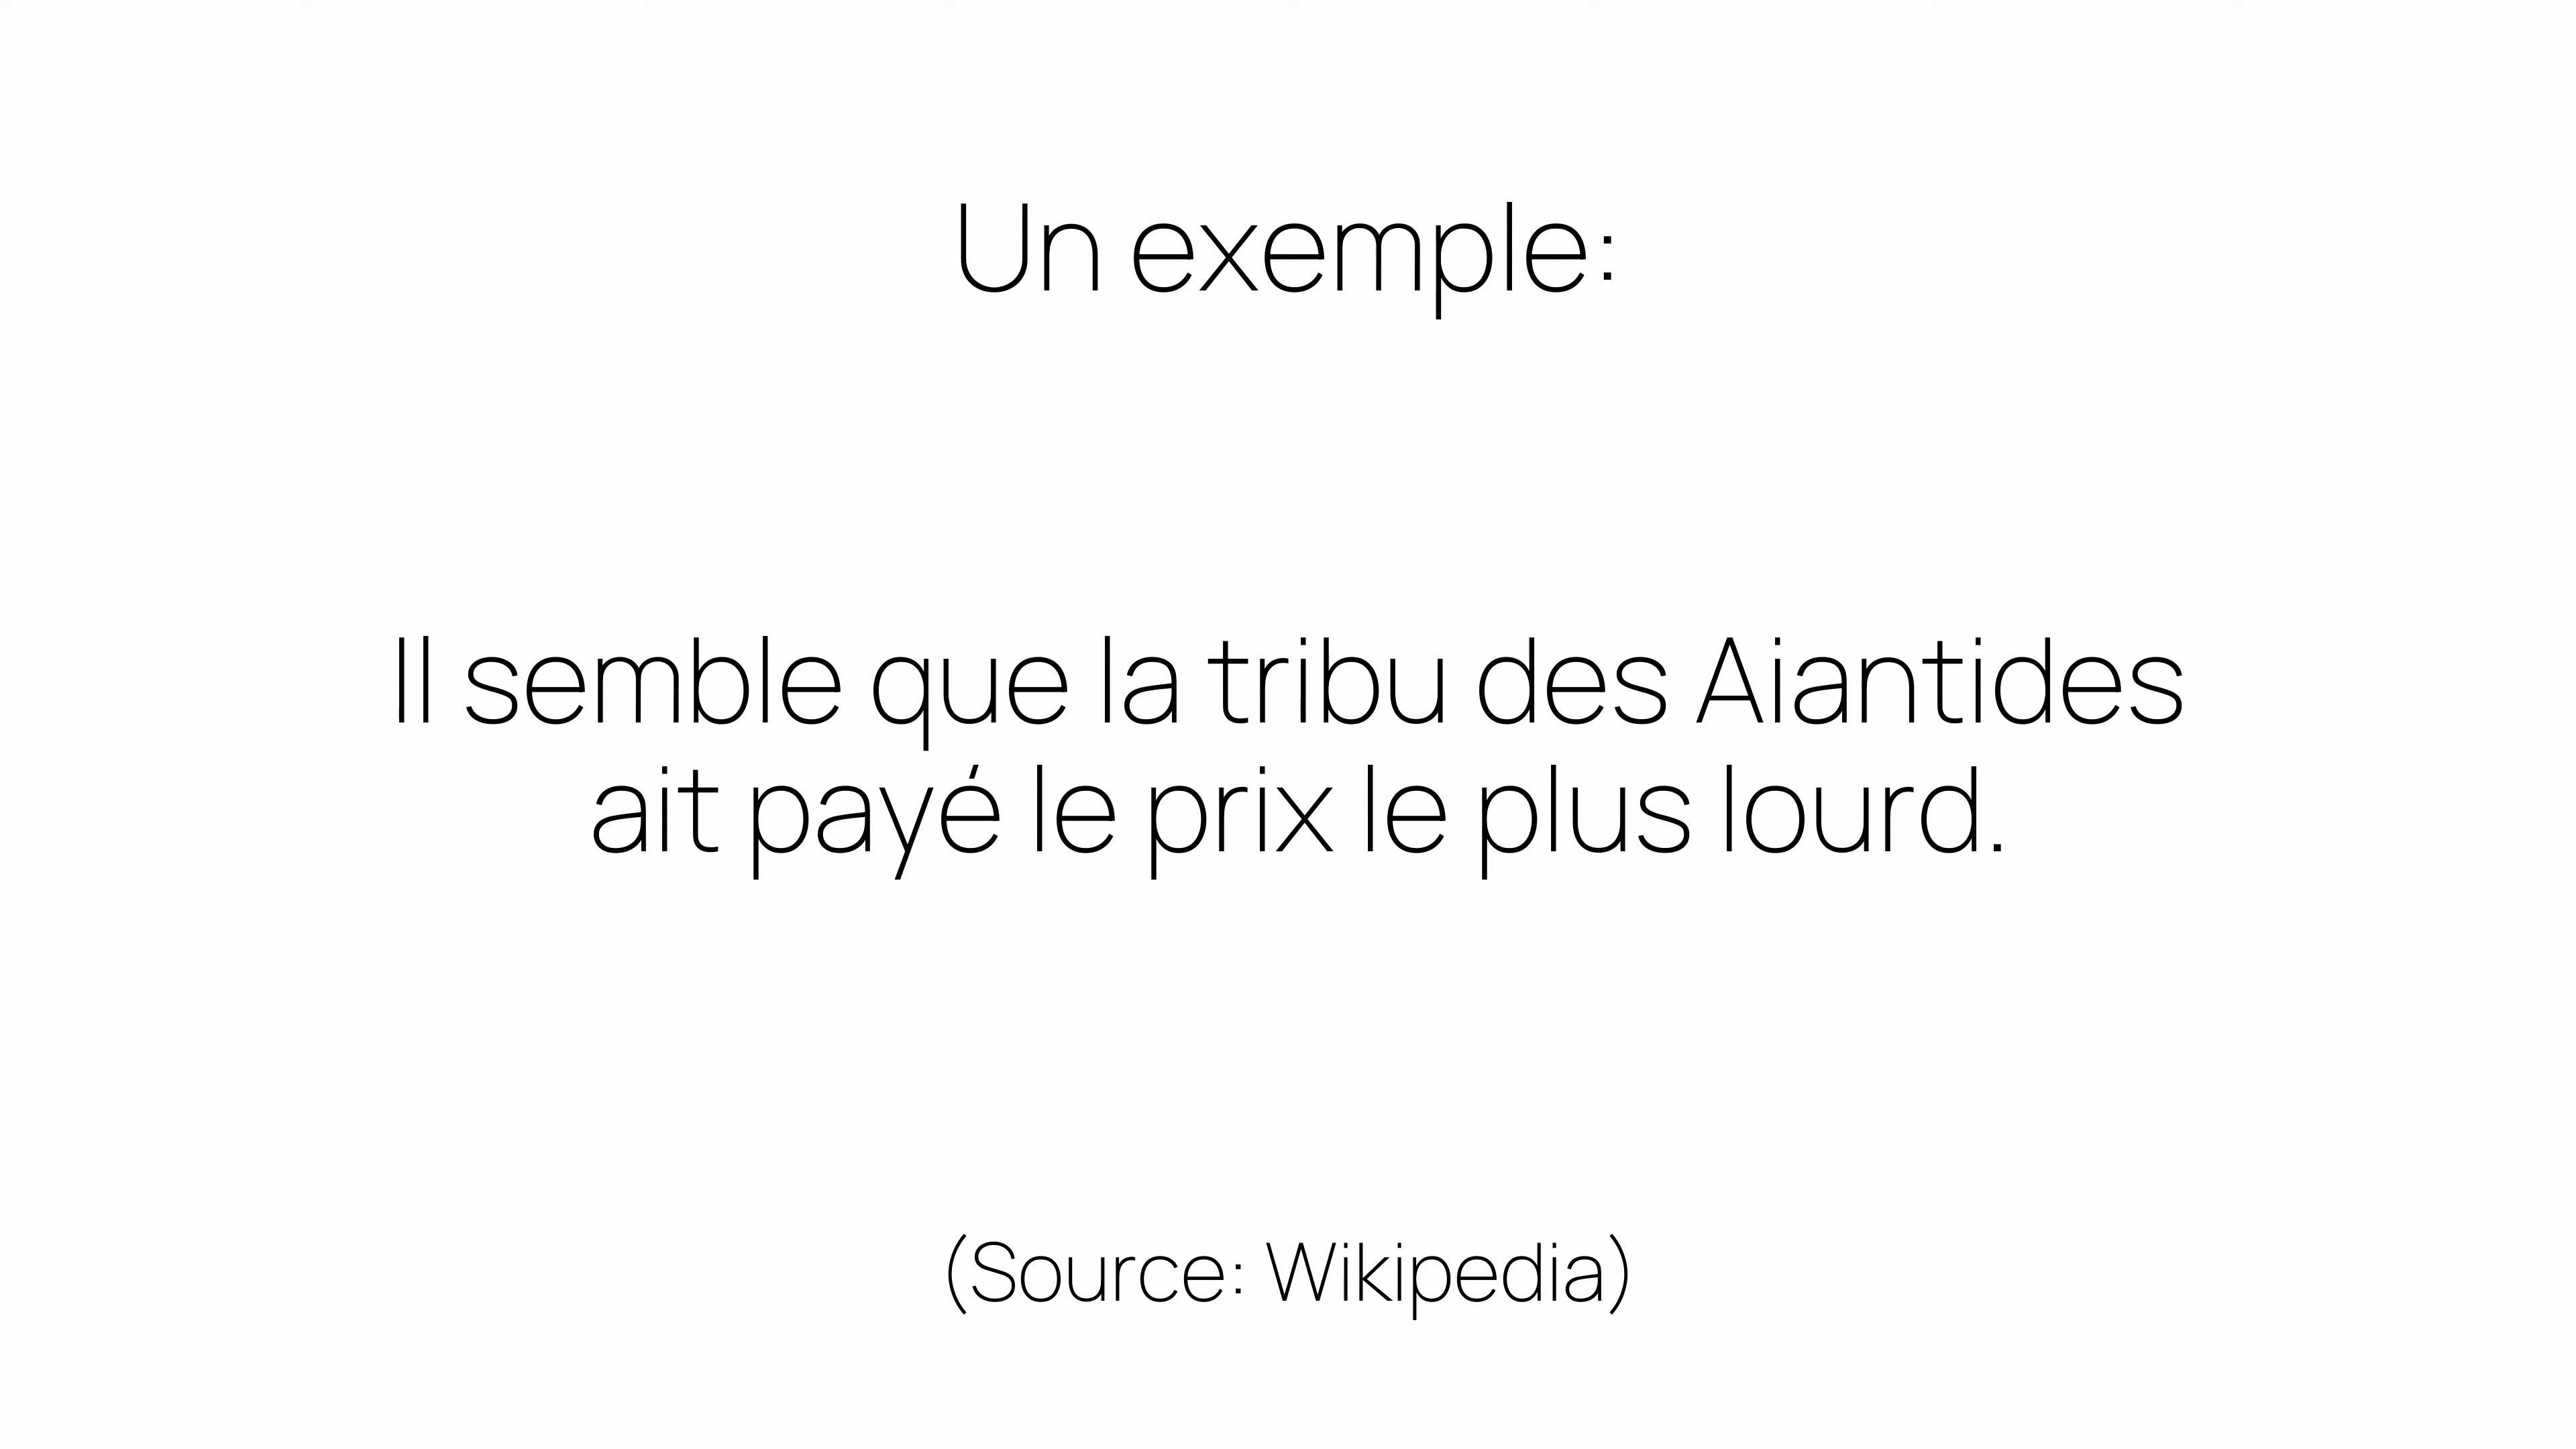 Un exemple:
Il semble que la tribu des Aiantides
ait payé le prix le plus lourd.
(Source: Wikipedia)